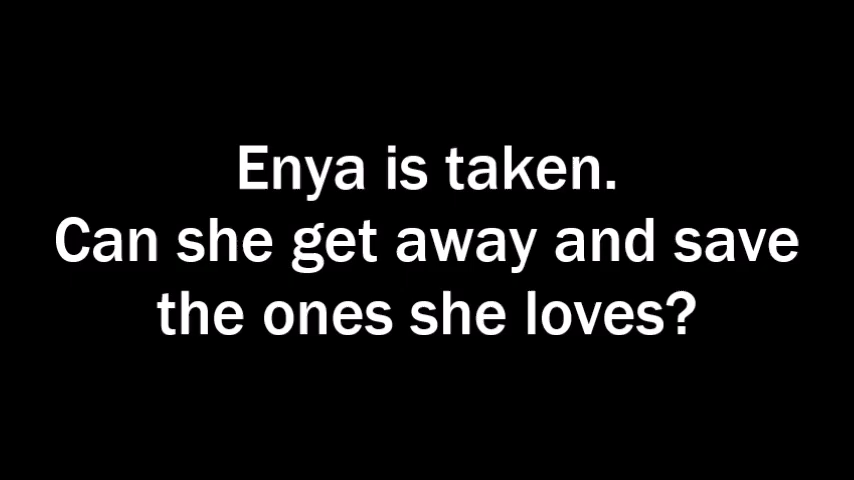 Enya is taken.
Can she get away and save
the ones she loves?